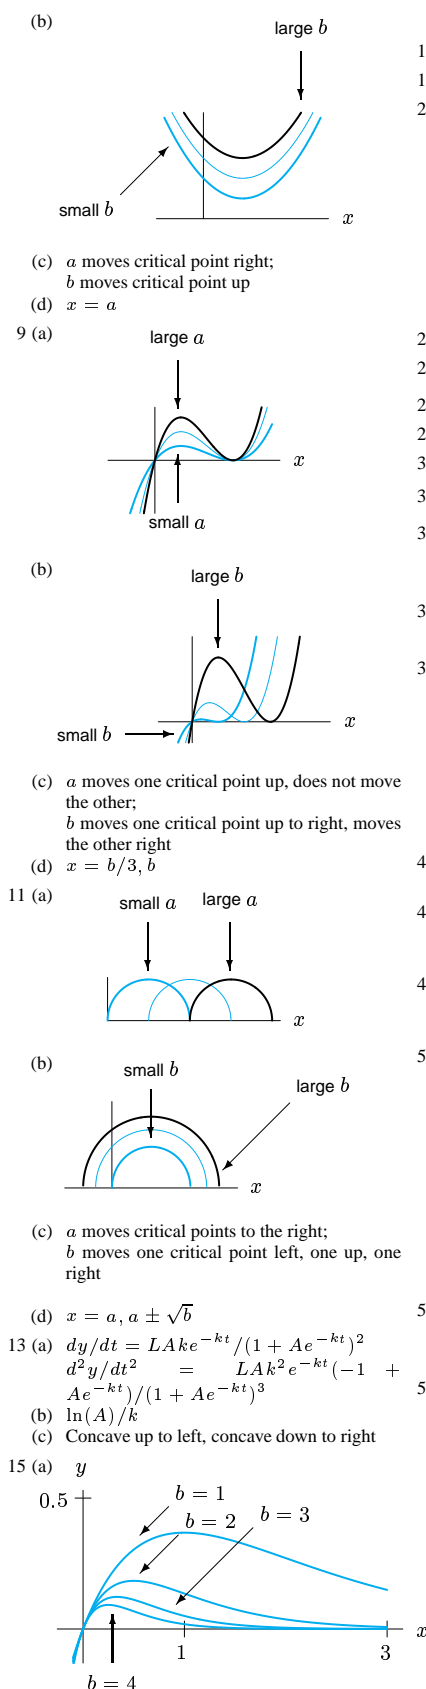 (b)
large b
1
1
2
small b
x
(c) a moves critical point right;
b moves critical point up
(d) x = a
9 (a)
large a
2
2
2
2
x
3
3
small a
3
(b)
large b
3
3
x
small b
(c) a moves one critical point up, does not move
the other;
b moves one critical point up to right, moves
the other right
(d) x = b/3, b
4
11 (a)
small a large a
4
4
x
(b)
5
small b
large b
x
(c) a moves critical points to the right;
b moves one critical point left, one up, one
right
(d) x = a, a ± √b
5
13 (a) dy/dt = LAke^{−kt}/(1 + Ae^{−kt})^2
d^2y/dt^2 = LAk^2e^{−kt}(−1 +
Ae^{−kt})/(1 + Ae^{−kt})^3
5
(b) ln(A)/k
(c) Concave up to left, concave down to right
15 (a)
y
0.5
b = 1
b = 2
b = 3
x
1
3
b = 4